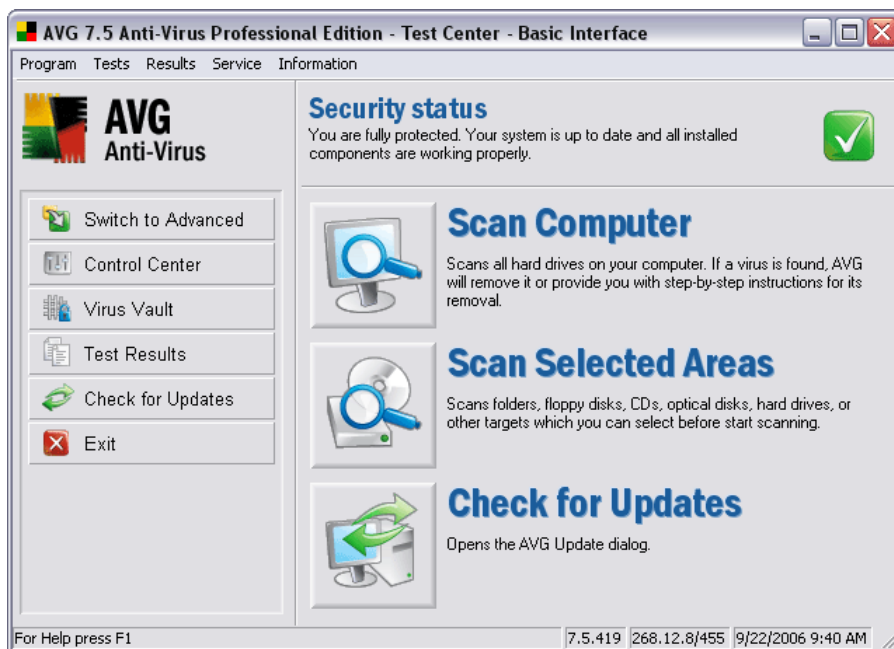 AVG 7.5 Anti-Virus Professional Edition - Test Center - Basic Interface
Program Tests Results Service Information
AVG
Anti-Virus
Switch to Advanced
Control Center
Virus Vault
Test Results
Check for Updates
Exit
Security status
You are fully protected. Your system is up to date and all installed
components are working properly.
Scan Computer
Scans all hard drives on your computer. If a virus is found, AVG
will remove it or provide you with step-by-step instructions for its
removal.
Scan Selected Areas
Scans folders, floppy disks, CDs, optical disks, hard drives, or
other targets which you can select before start scanning.
Check for Updates
Opens the AVG Update dialog.
For Help press F1
7.5.419 268.12.8/455 9/22/2006 9:40 AM